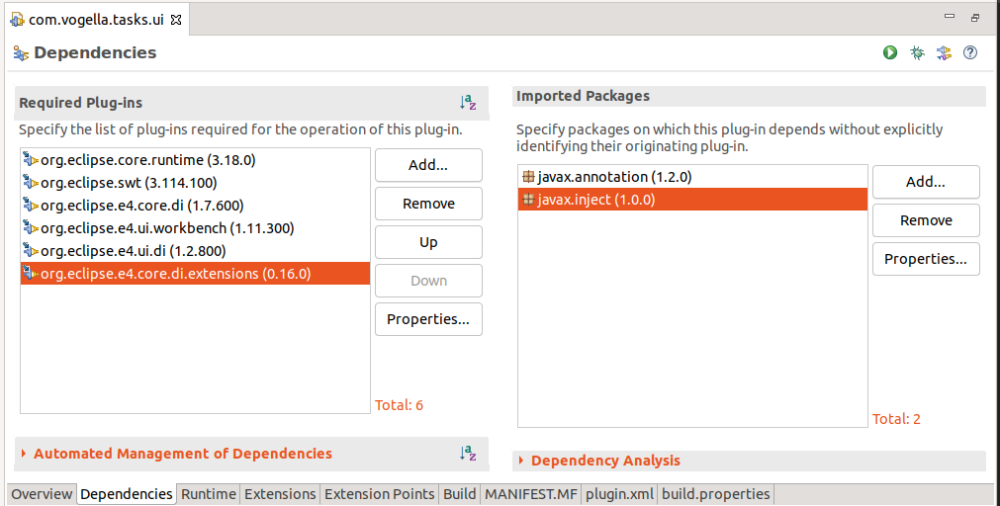 com.vogella.tasks.ui
Dependencies
Required Plug-ins
Specify the list of plug-ins required for the operation of this plug-in.
org.eclipse.core.runtime (3.18.0)
org.eclipse.swt (3.114.100)
org.eclipse.e4.core.di (1.7.600)
org.eclipse.e4.ui.workbench (1.11.300)
org.eclipse.e4.ui.di (1.2.800)
org.eclipse.e4.core.di.extensions (0.16.0)
Add...
Remove
Up
Down
Properties...
Total: 6
Automated Management of Dependencies
Imported Packages
Specify packages on which this plug-in depends without explicitly
identifying their originating plug-in.
javax.annotation (1.2.0)
javax.inject (1.0.0)
Add...
Remove
Properties...
Total: 2
Dependency Analysis
Overview Dependencies Runtime Extensions Extension Points Build MANIFEST.MF plugin.xml build.properties